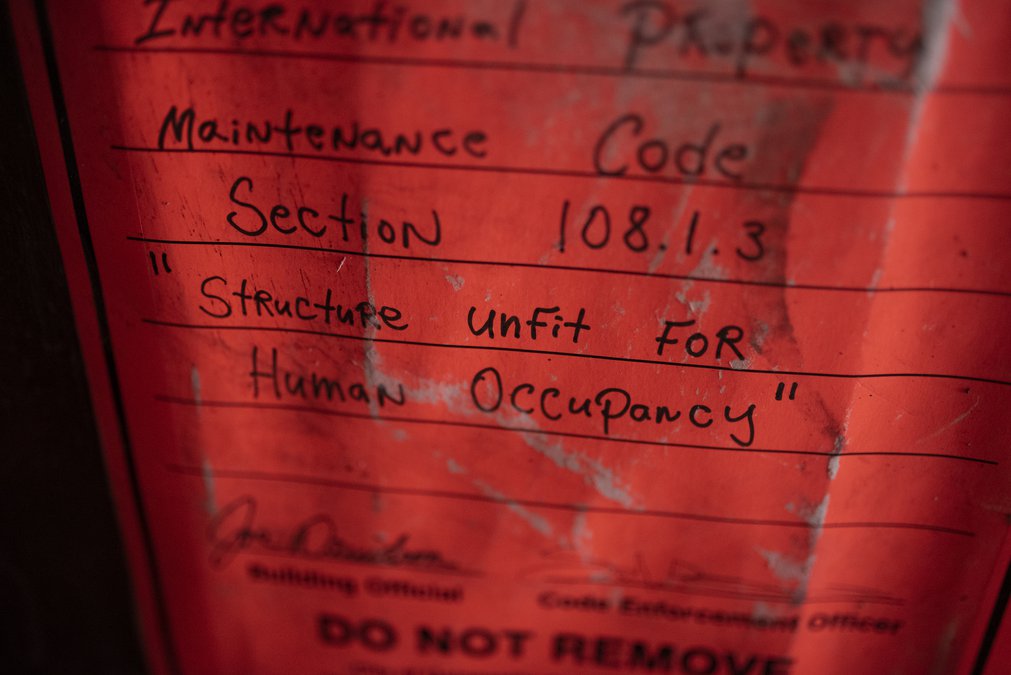 International Property
Maintenance Code
Section 108.1.3
"Structure unfit For
Human Occupancy"
Building Official Code Enforcement Officer
DO NOT REMOVE